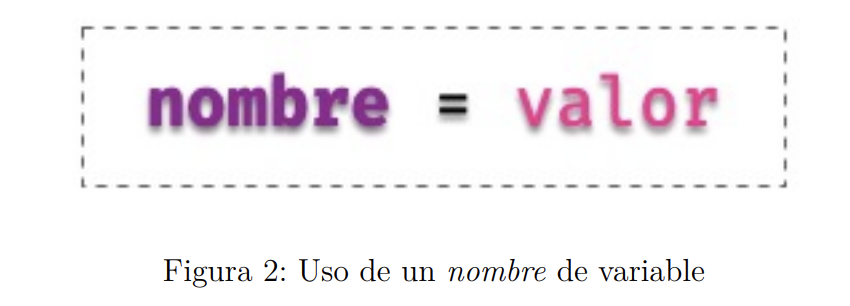 nombre = valor
Figura 2: Uso de un nombre de variable